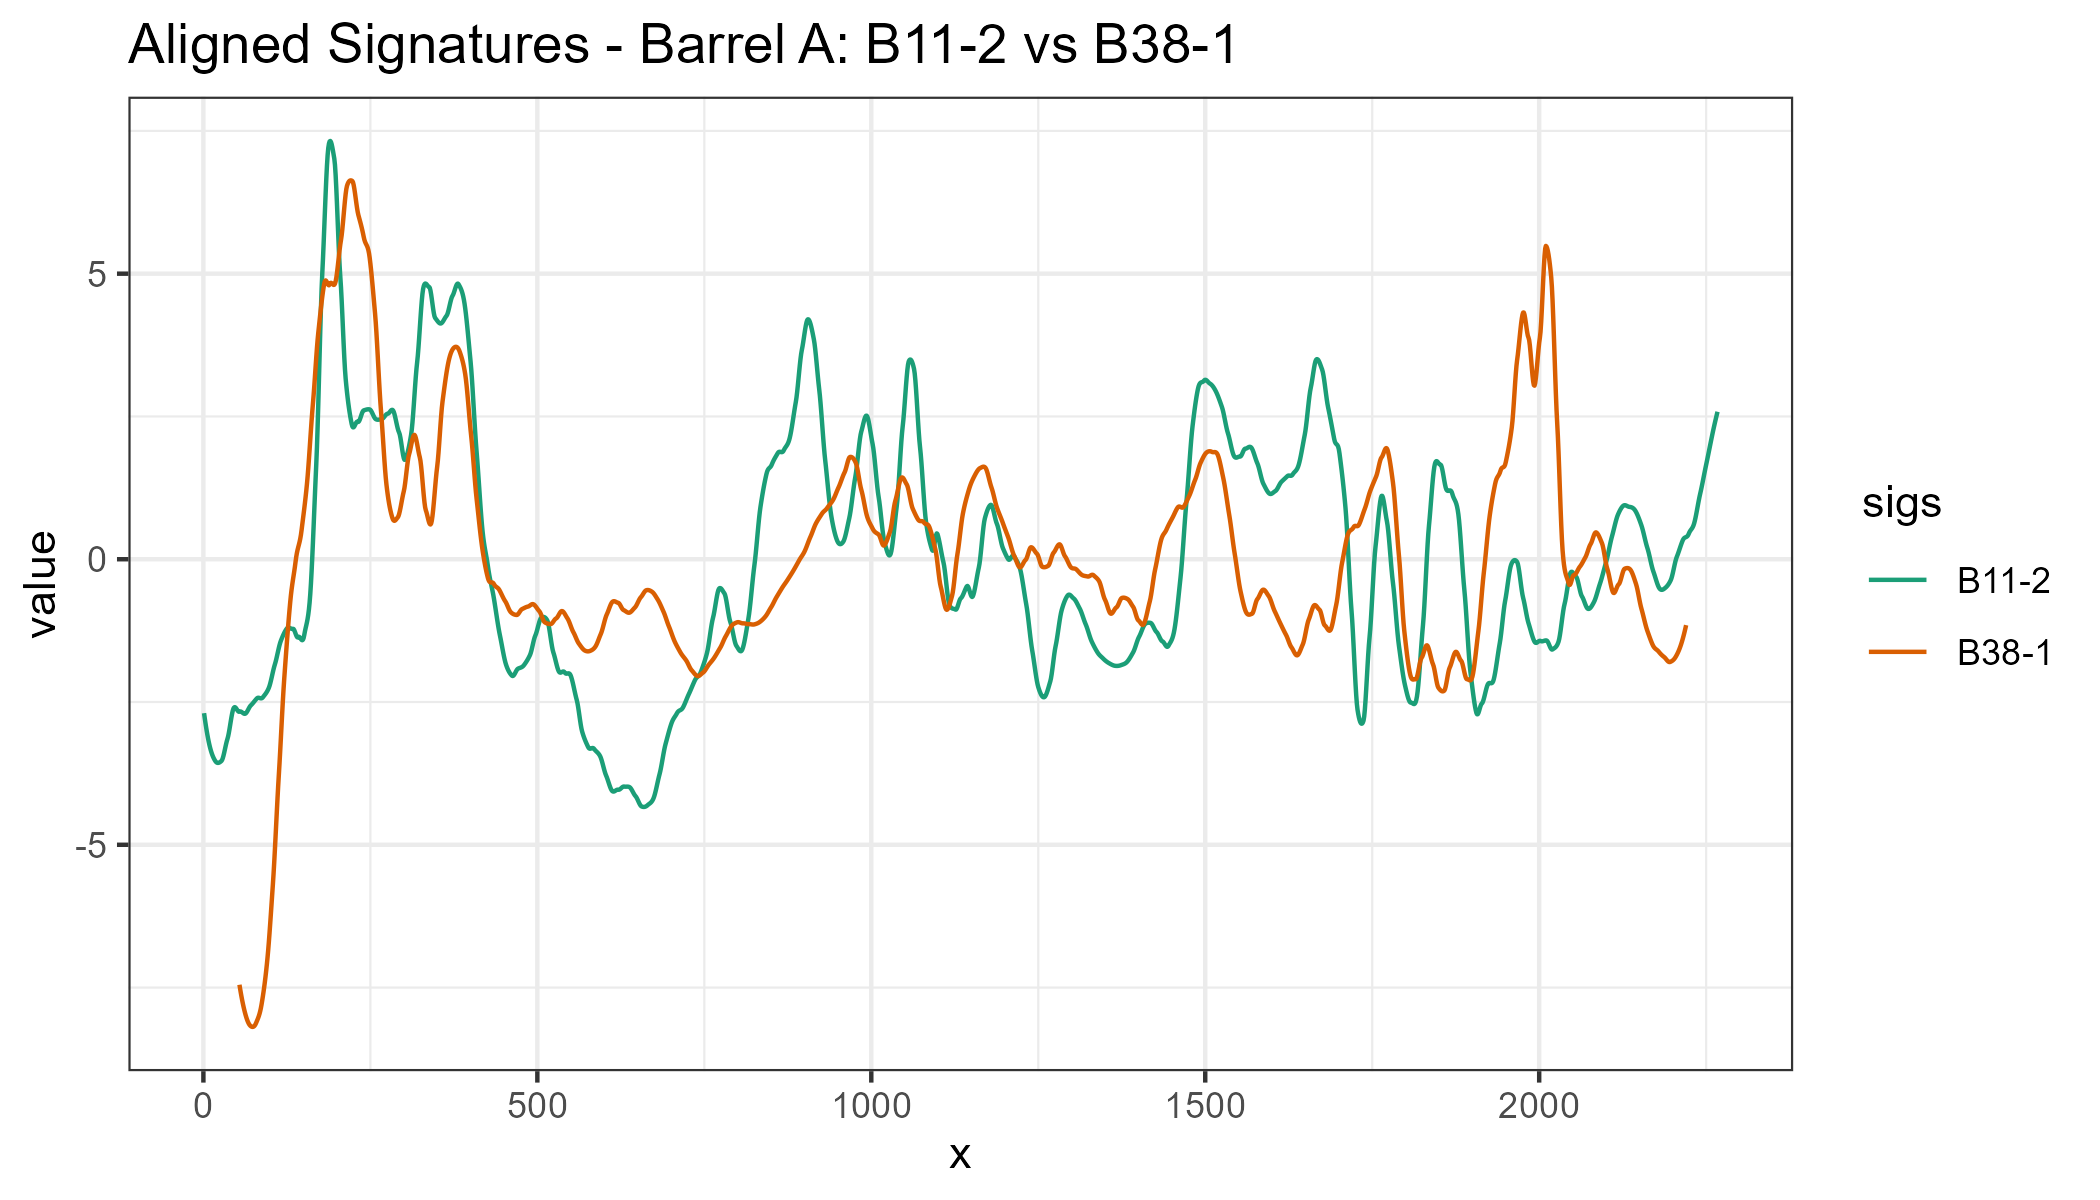 Aligned Signatures - Barrel A: B11-2 vs B38-1
value
5
0
-5
0
500
1000
1500
2000
x
sigs
B11-2
B38-1